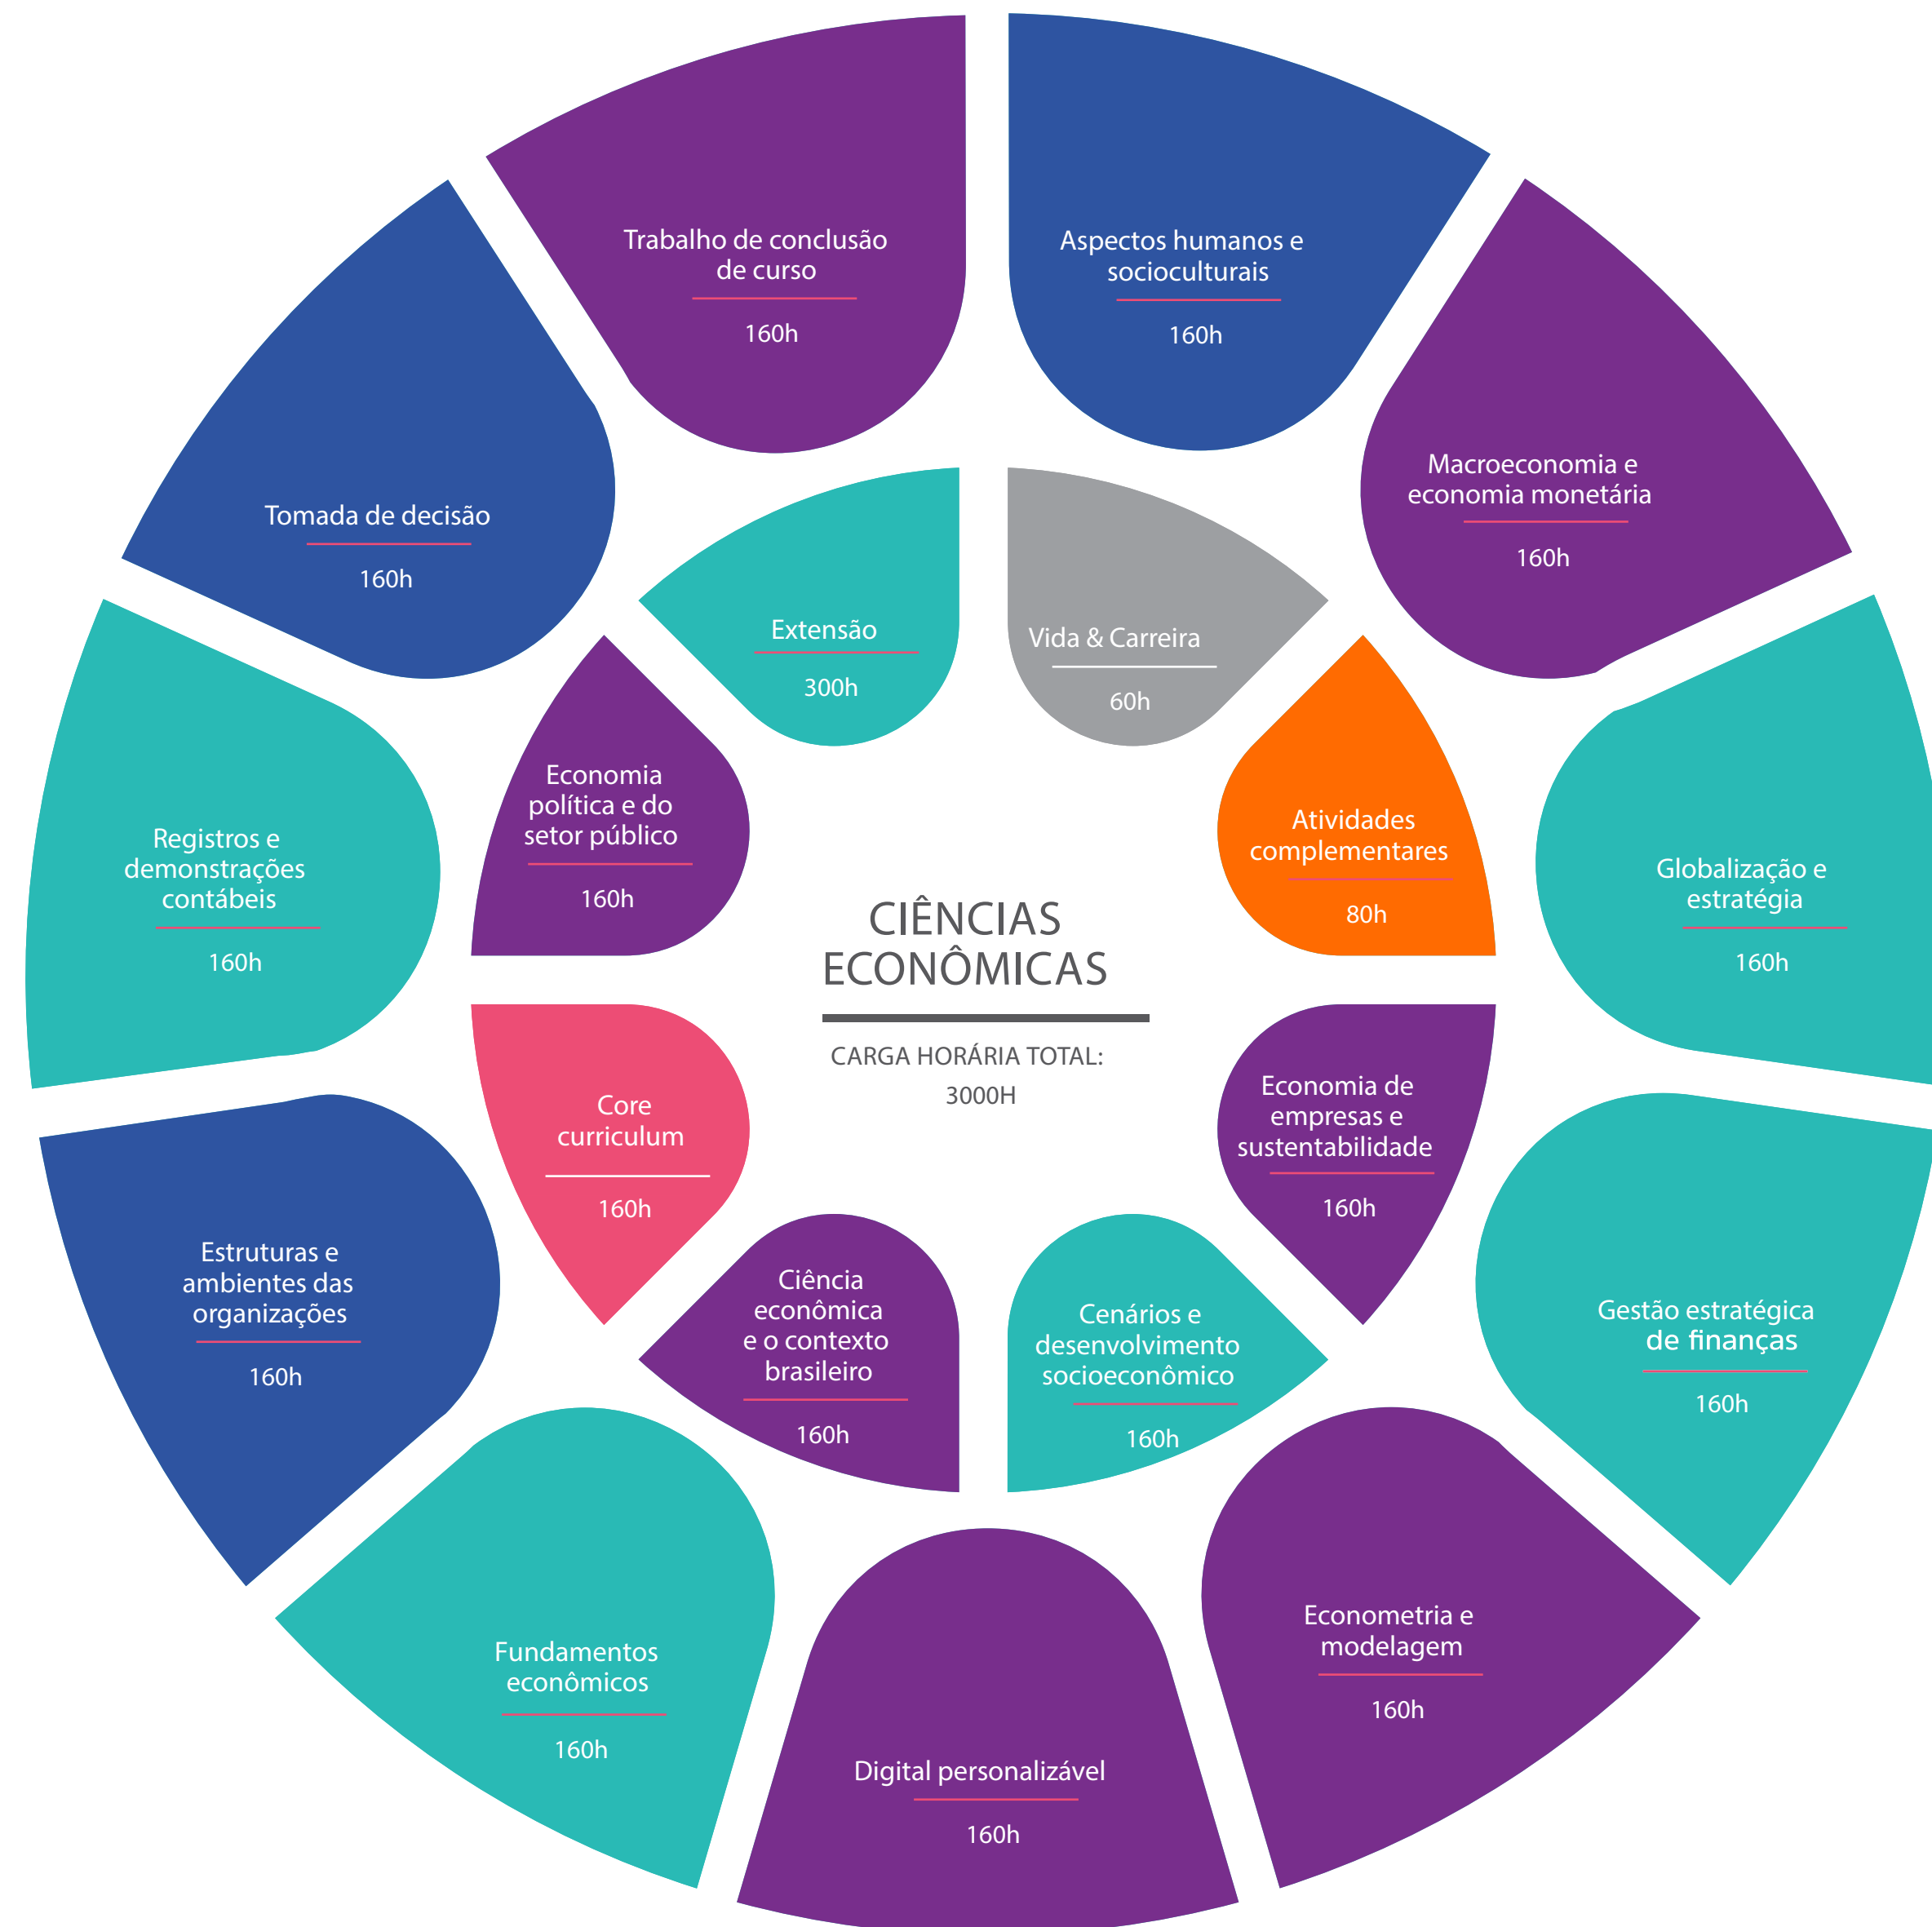 Trabalho de conclusão
de curso
160h
Aspectos humanos e
socioculturais
160h
Macroeconomia e
economia monetária
160h
Tomada de decisão
160h
Extensão
300h
Vida & Carreira
60h
Economia
política e do
setor público
160h
Atividades
complementares
80h
Registros e
demonstrações
contábeis
160h
Globalização e
estratégia
160h
CIÊNCIAS
ECONÔMICAS
CARGA HORÁRIA TOTAL:
3000H
Core
curriculum
160h
Economia de
empresas e
sustentabilidade
160h
Estruturas e
ambientes das
organizações
160h
Ciência
econômica
e o contexto
brasileiro
160h
Cenários e
desenvolvimento
socioeconômico
160h
Gestão estratégica
de finanças
160h
Fundamentos
econômicos
160h
Econometria e
modelagem
160h
Digital personalizável
160h